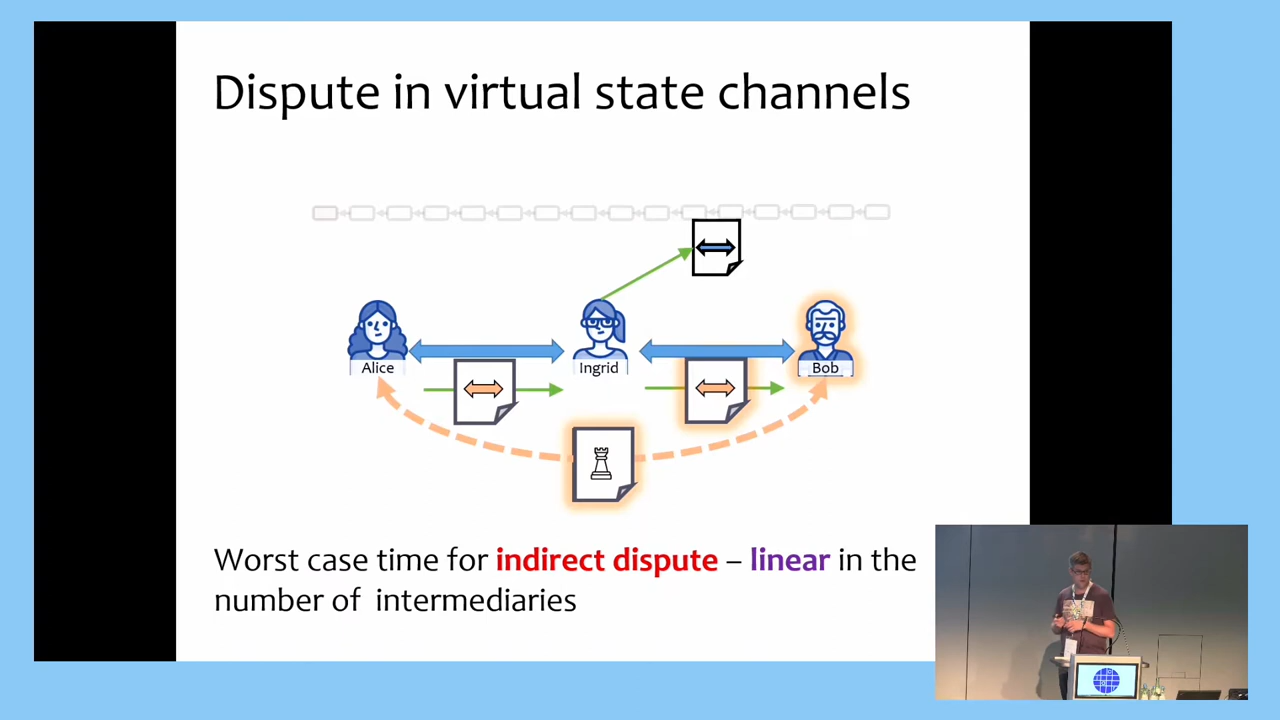 Dispute in virtual state channels
Alice
Ingrid
Bob
Worst case time for indirect dispute – linear in the
number of intermediaries